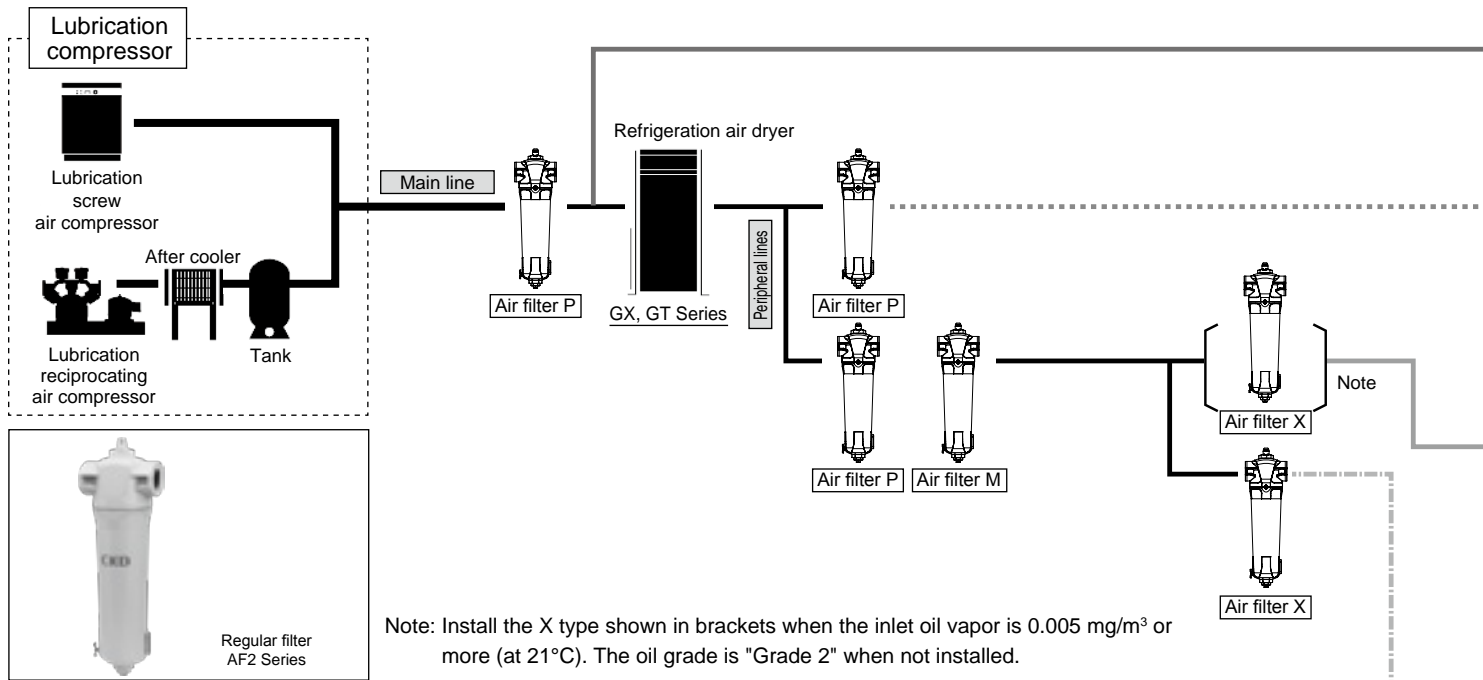 Lubrication
compressor
Lubrication
screw
air compressor
After cooler
Lubrication
reciprocating
air compressor
Tank
Main line
Air filter P
Refrigeration air dryer
GX, GT Series
Peripheral lines
Air filter P
Air filter P
Air filter M
Air filter X
Note
Air filter X
CKD
Regular filter
AF2 Series
Note: Install the X type shown in brackets when the inlet oil vapor is 0.005 mg/m³ or
more (at 21°C). The oil grade is "Grade 2" when not installed.